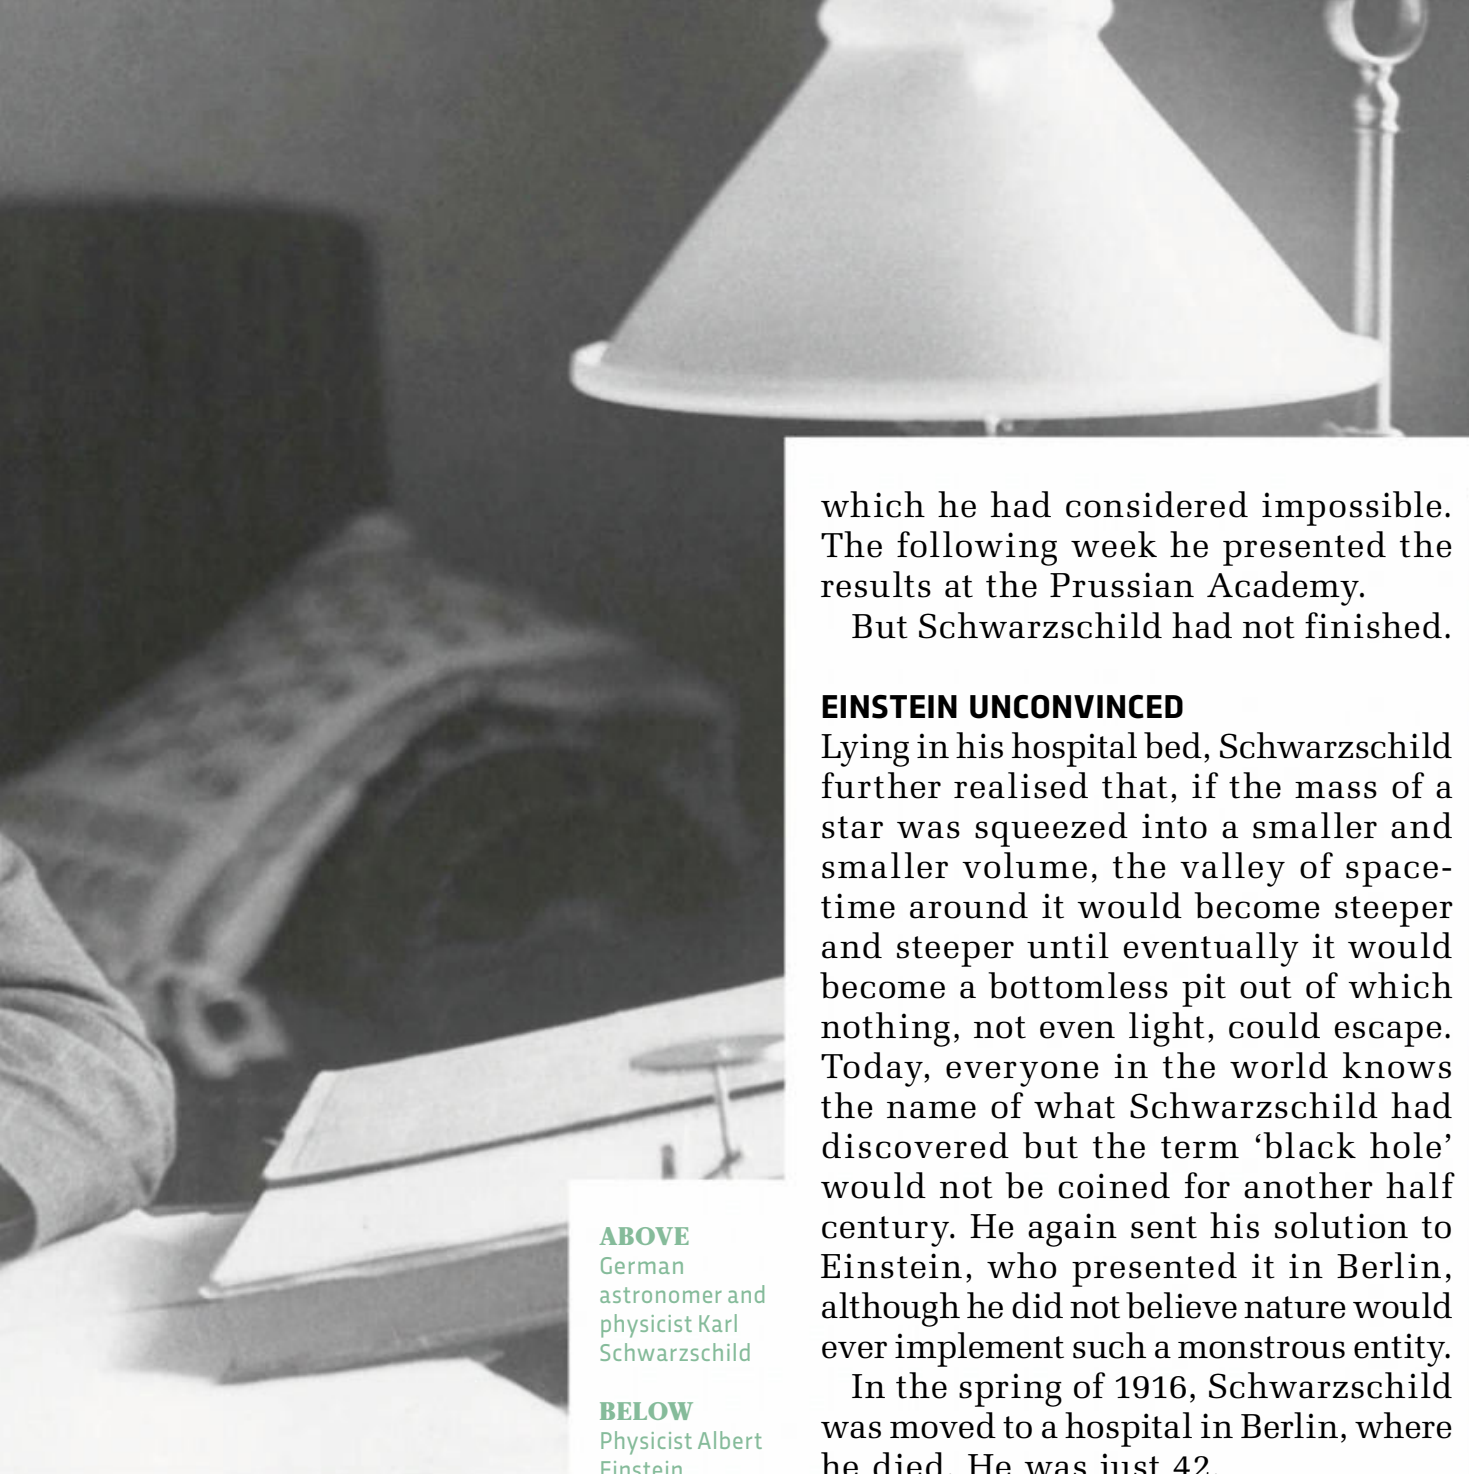 which he had considered impossible.
The following week he presented the
results at the Prussian Academy.
But Schwarzschild had not finished.
EINSTEIN UNCONVINCED
Lying in his hospital bed, Schwarzschild
further realised that, if the mass of a
star was squeezed into a smaller and
smaller volume, the valley of space-
time around it would become steeper
and steeper until eventually it would
become a bottomless pit out of which
nothing, not even light, could escape.
Today, everyone in the world knows
the name of what Schwarzschild had
discovered but the term ‘black hole’
would not be coined for another half
century. He again sent his solution to
Einstein, who presented it in Berlin,
although he did not believe nature would
ever implement such a monstrous entity.
In the spring of 1916, Schwarzschild
was moved to a hospital in Berlin, where
he died. He was just 42.
ABOVE
German
astronomer and
physicist Karl
Schwarzschild
BELOW
Physicist Albert
Einstein